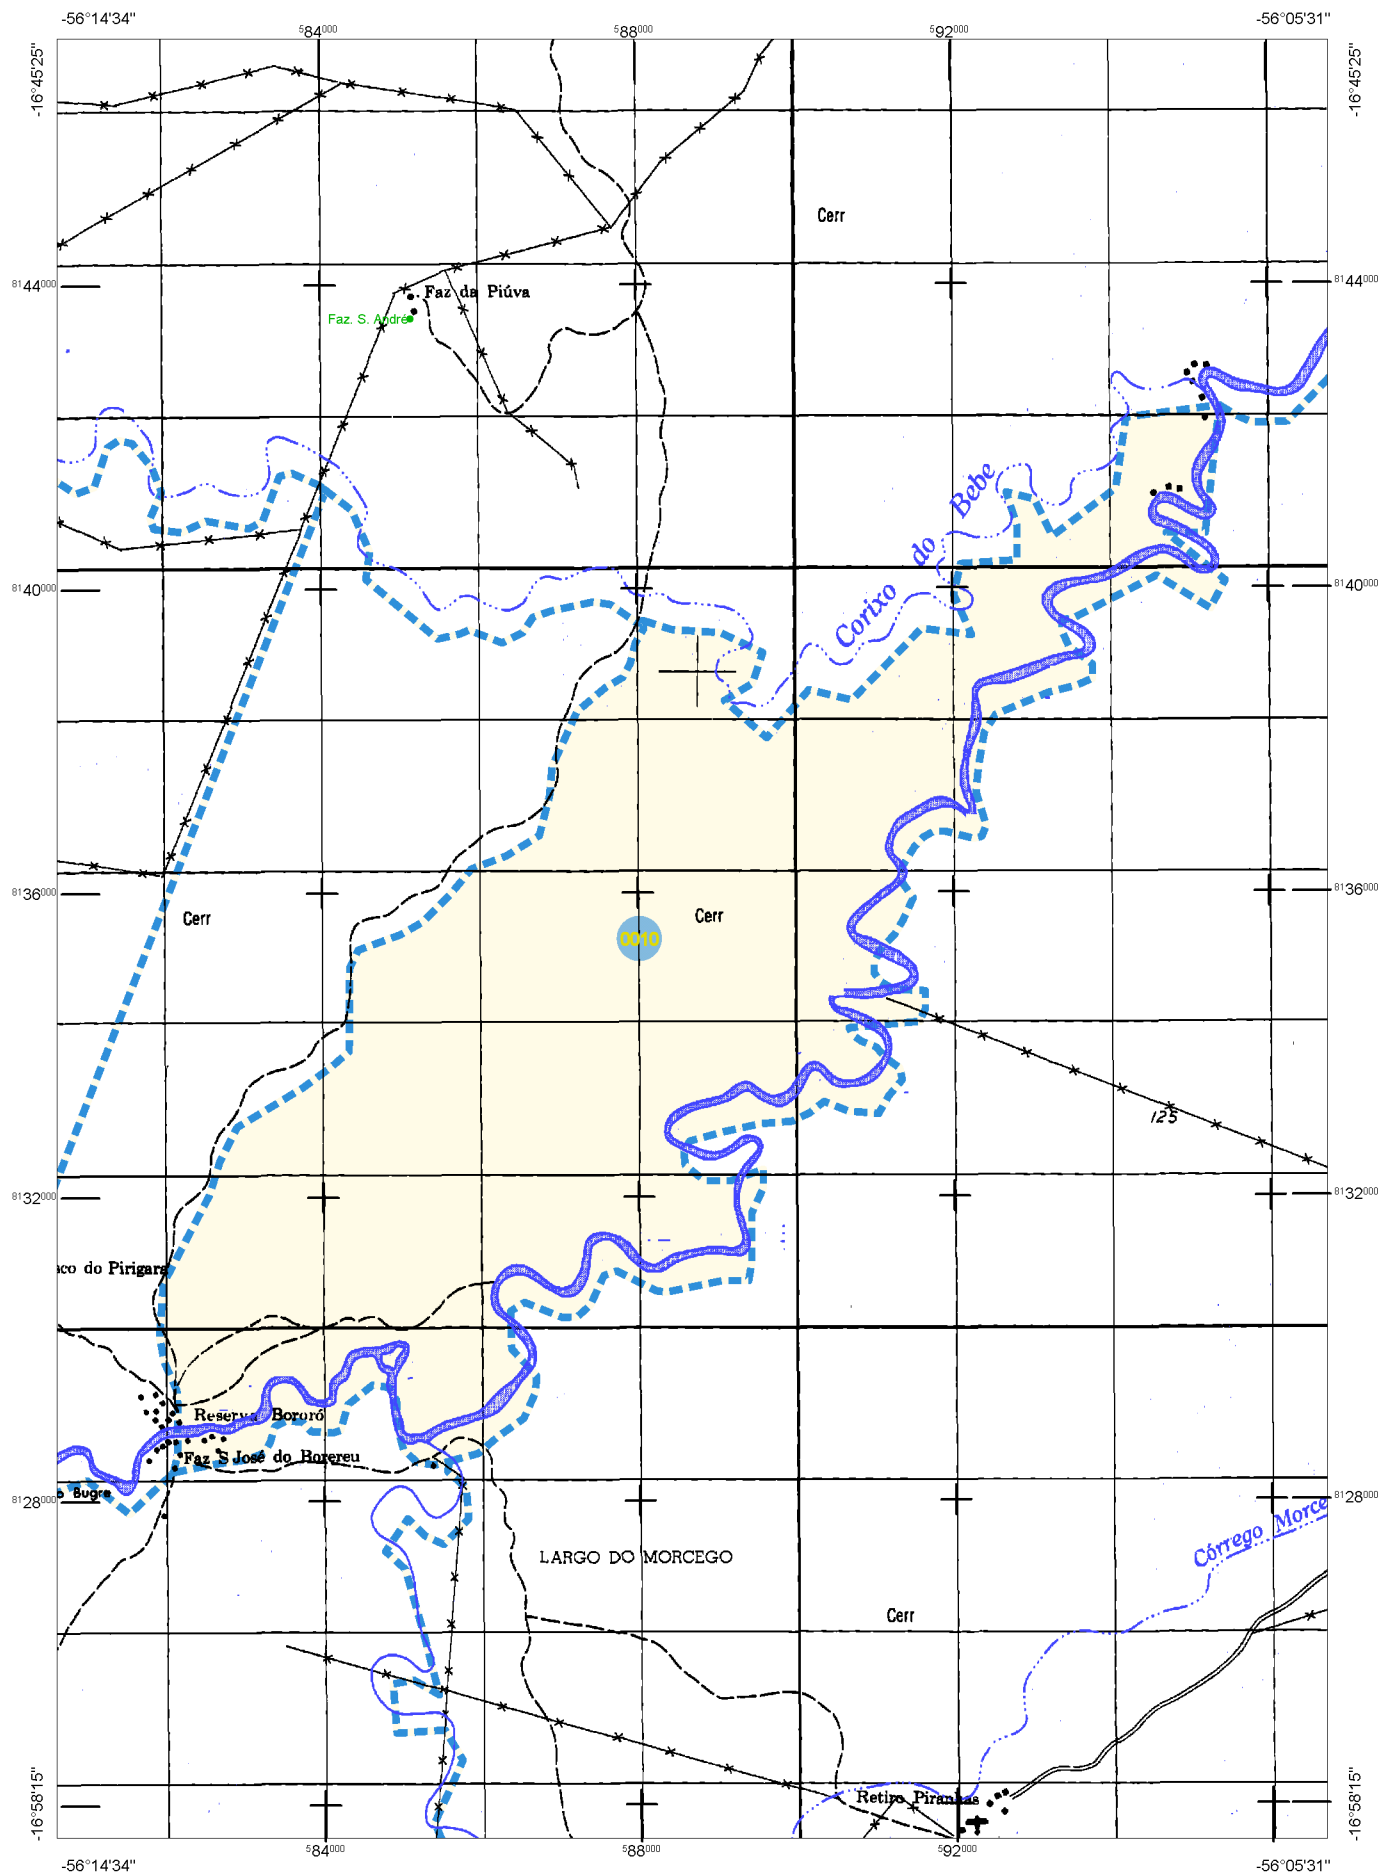 -56°14'34"
-56°05'31"
584000
588000
592000
-16°45'25"
-16°45'25"
Cerr
8144000
8144000
Faz da Piúva
Faz. S. André
Corixo do Bebe
8140000
8140000
8136000
8136000
Cerr
Cerr
0010
125
8132000
8132000
sco do Pirigara
Reserva Bororó
Faz S José do Borereu
o Bugre
8128000
8128000
Córrego Morce
LARGO DO MORCEGO
Cerr
Retiro Piranhas
-16°58'15"
-16°58'15"
584000
588000
592000
-56°14'34"
-56°05'31"